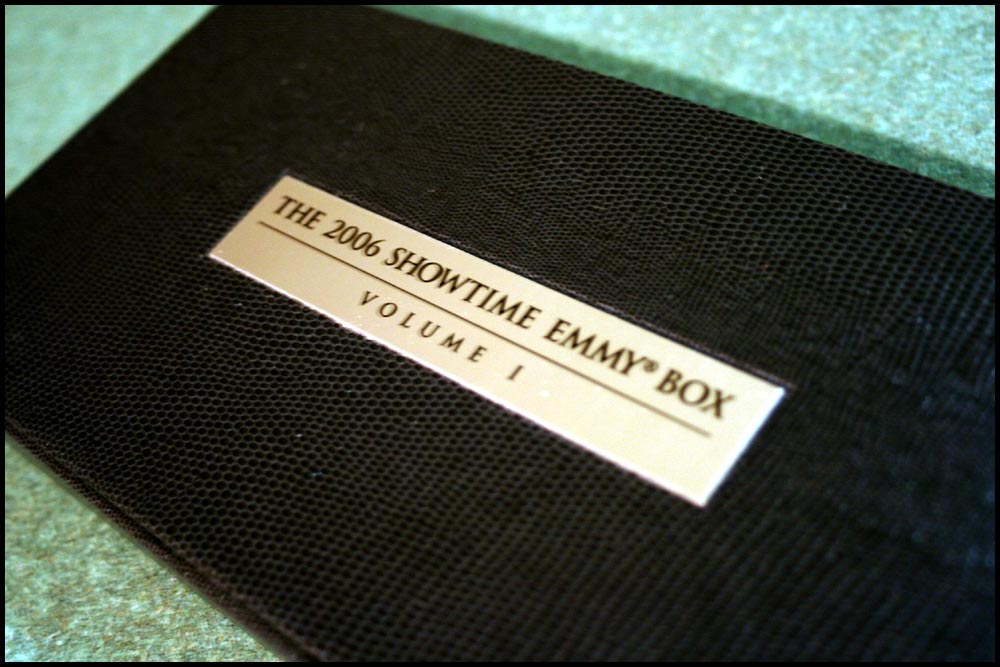 THE 2006 SHOWTIME EMMY® BOX
VOLUME I